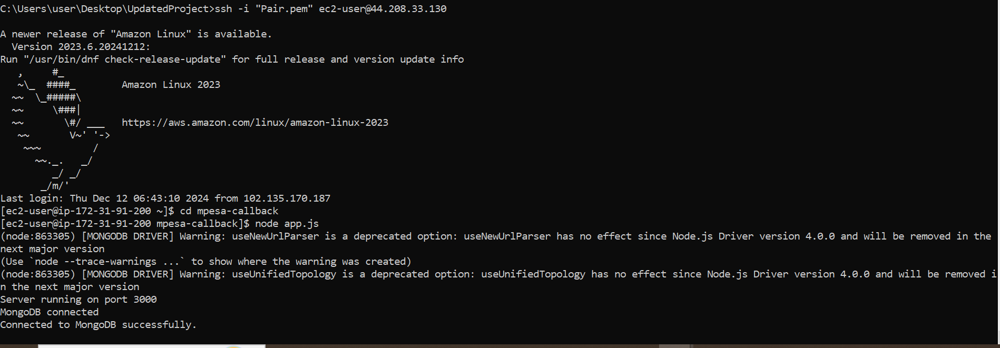 C:\Users\user\Desktop\UpdatedProject>ssh -i "Pair.pem" ec2-user@44.208.33.130
A newer release of "Amazon Linux" is available.
  Version 2023.6.20241212:
Run "/usr/bin/dnf check-release-update" for full release and version update info
   ,     #_
   ~\_  ####_        Amazon Linux 2023
  ~~  \_#####\
  ~~     \###|
  ~~       \#/ ___   https://aws.amazon.com/linux/amazon-linux-2023
   ~~       V~' '->
    ~~~         /
      ~~._.   _/
         _/ _/
       _/m/'
Last login: Thu Dec 12 06:43:10 2024 from 102.135.170.187
[ec2-user@ip-172-31-91-200 ~]$ cd mpesa-callback
[ec2-user@ip-172-31-91-200 mpesa-callback]$ node app.js
(node:863305) [MONGODB DRIVER] Warning: useNewUrlParser is a deprecated option: useNewUrlParser has no effect since Node.js Driver version 4.0.0 and will be removed in the
next major version
(Use `node --trace-warnings ...` to show where the warning was created)
(node:863305) [MONGODB DRIVER] Warning: useUnifiedTopology is a deprecated option: useUnifiedTopology has no effect since Node.js Driver version 4.0.0 and will be removed i
n the next major version
Server running on port 3000
MongoDB connected
Connected to MongoDB successfully.